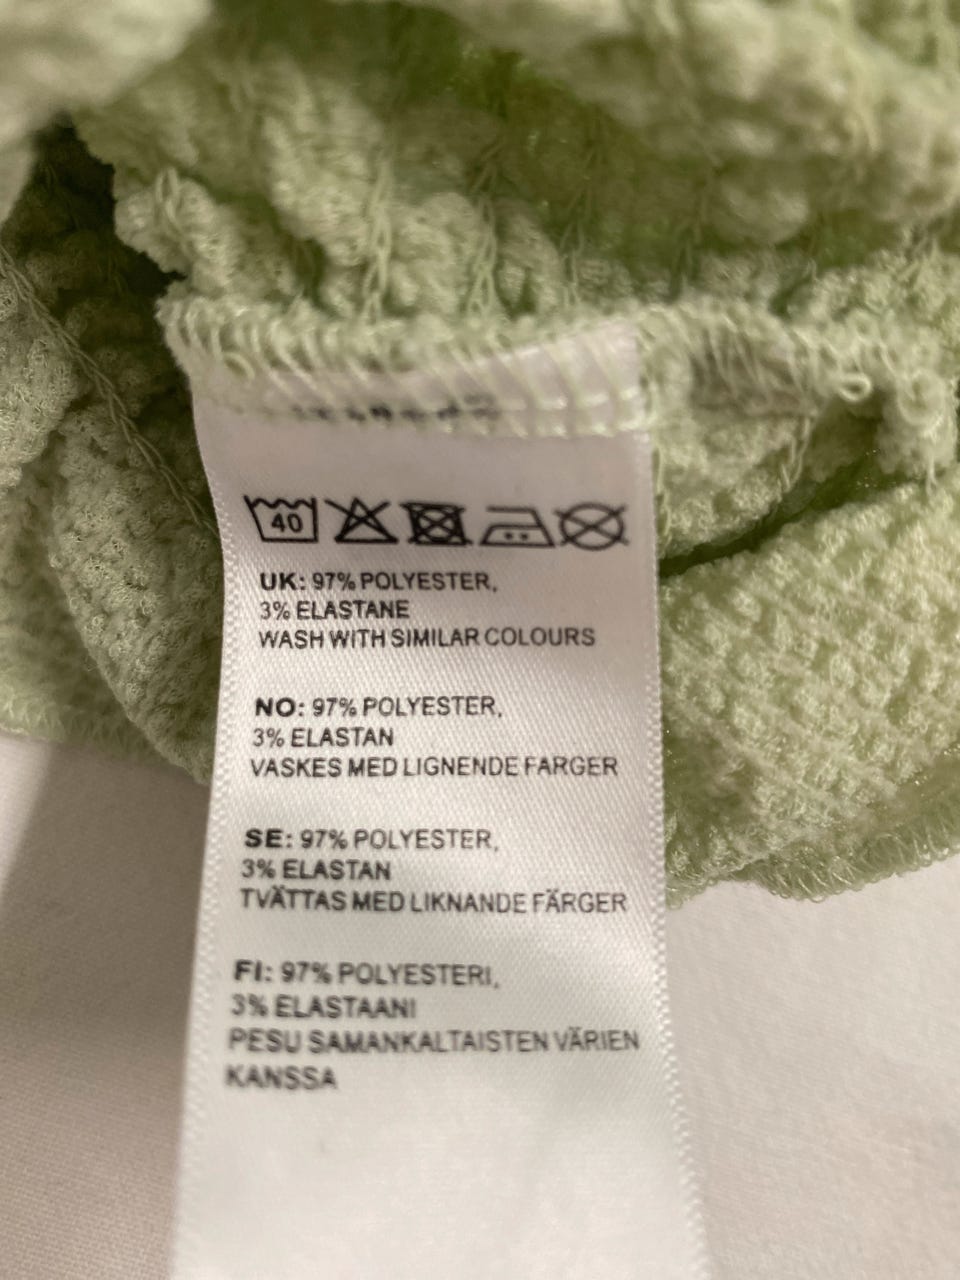 40
UK: 97% POLYESTER,
3% ELASTANE
WASH WITH SIMILAR COLOURS
NO: 97% POLYESTER,
3% ELASTAN
VASKES MED LIGNENDE FARGER
SE: 97% POLYESTER,
3% ELASTAN
TVÄTTAS MED LIKNANDE FÄRGER
FI: 97% POLYESTERI,
3% ELASTAANI
PESU SAMANKALTAISTEN VÄRIEN
KANSSA